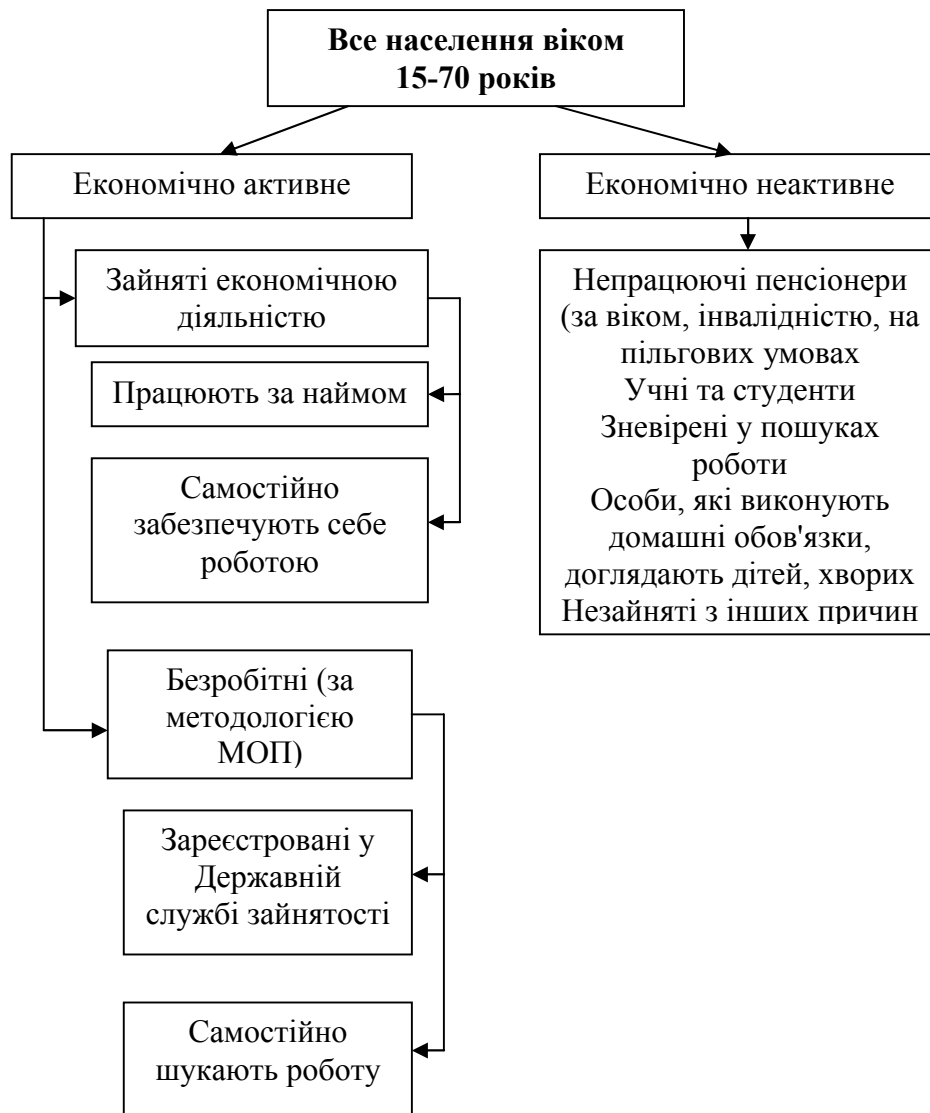 Все населення віком
15-70 років
Економічно активне
Економічно неактивне
Зайняті економічною
діяльністю
Працюють за наймом
Самостійно
забезпечують себе
роботою
Безробітні (за
методологією
МОП)
Зареєстровані у
Державній
службі зайнятості
Самостійно
шукають роботу
Непрацюючі пенсіонери
(за віком, інвалідністю, на
пільгових умовах
Учні та студенти
Зневірені у пошуках
роботи
Особи, які виконують
домашні обов'язки,
доглядають дітей, хворих
Незайняті з інших причин